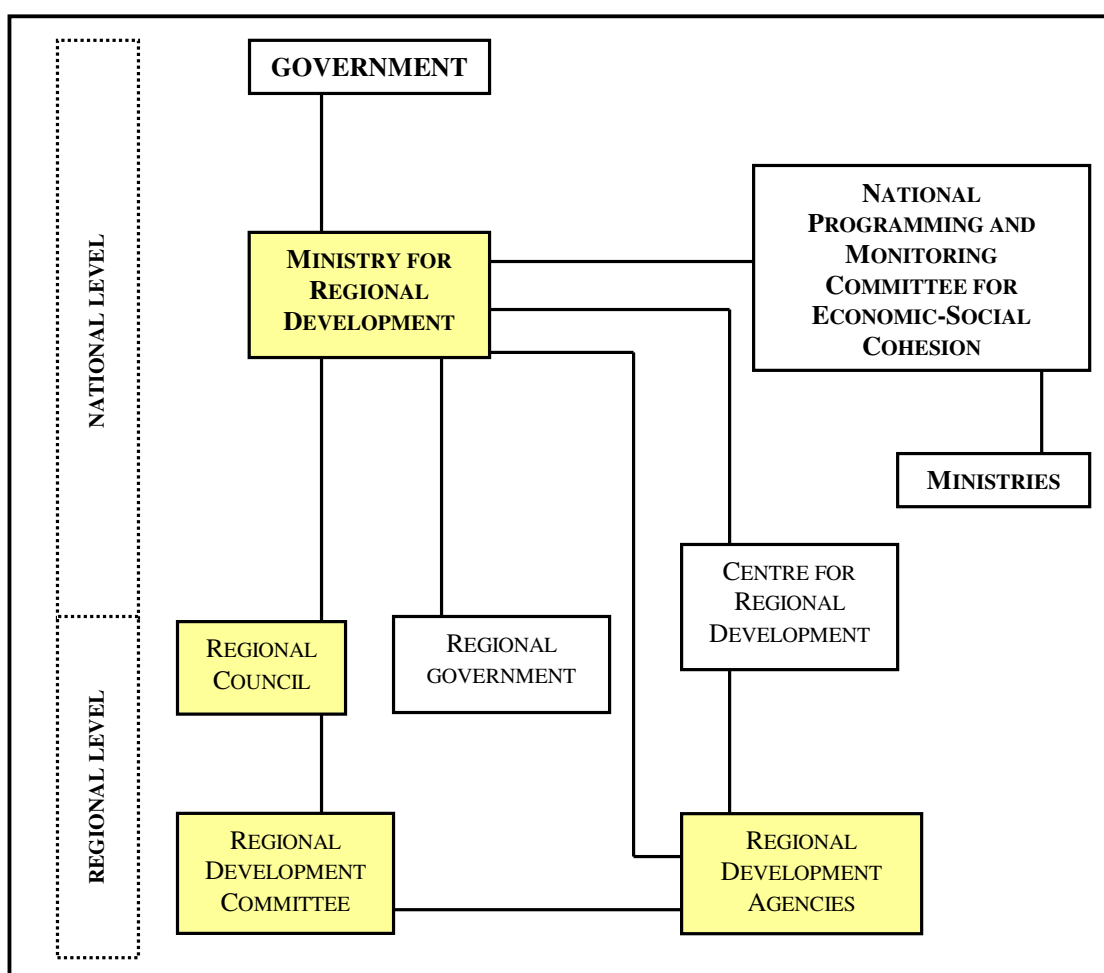 GOVERNMENT
NATIONAL LEVEL
NATIONAL
PROGRAMMING AND
MONITORING
COMMITTEE FOR
ECONOMIC-SOCIAL
COHESION
MINISTRY FOR
REGIONAL
DEVELOPMENT
MINISTRIES
CENTRE FOR
REGIONAL
DEVELOPMENT
REGIONAL LEVEL
REGIONAL
COUNCIL
REGIONAL
GOVERNMENT
REGIONAL
DEVELOPMENT
COMMITTEE
REGIONAL
DEVELOPMENT
AGENCIES